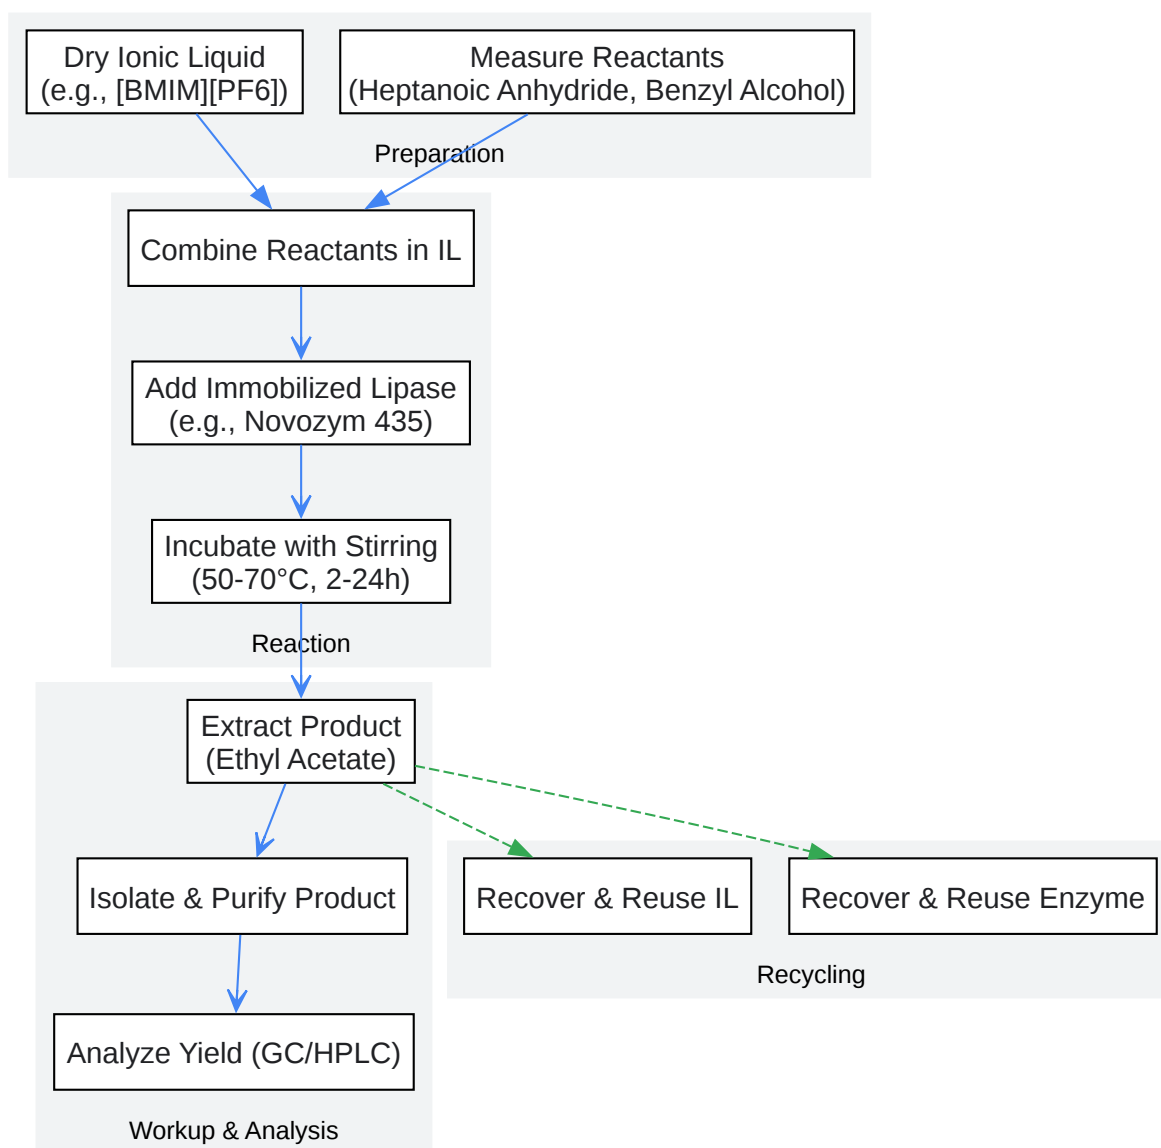 Dry Ionic Liquid
(e.g., [BMIM][PF6])
Measure Reactants
(Heptanoic Anhydride, Benzyl Alcohol)
Preparation
Combine Reactants in IL
Add Immobilized Lipase
(e.g., Novozym 435)
Incubate with Stirring
(50-70°C, 2-24h)
Reaction
Extract Product
(Ethyl Acetate)
Isolate & Purify Product
Recover & Reuse IL
Recover & Reuse Enzyme
Recycling
Analyze Yield (GC/HPLC)
Workup & Analysis